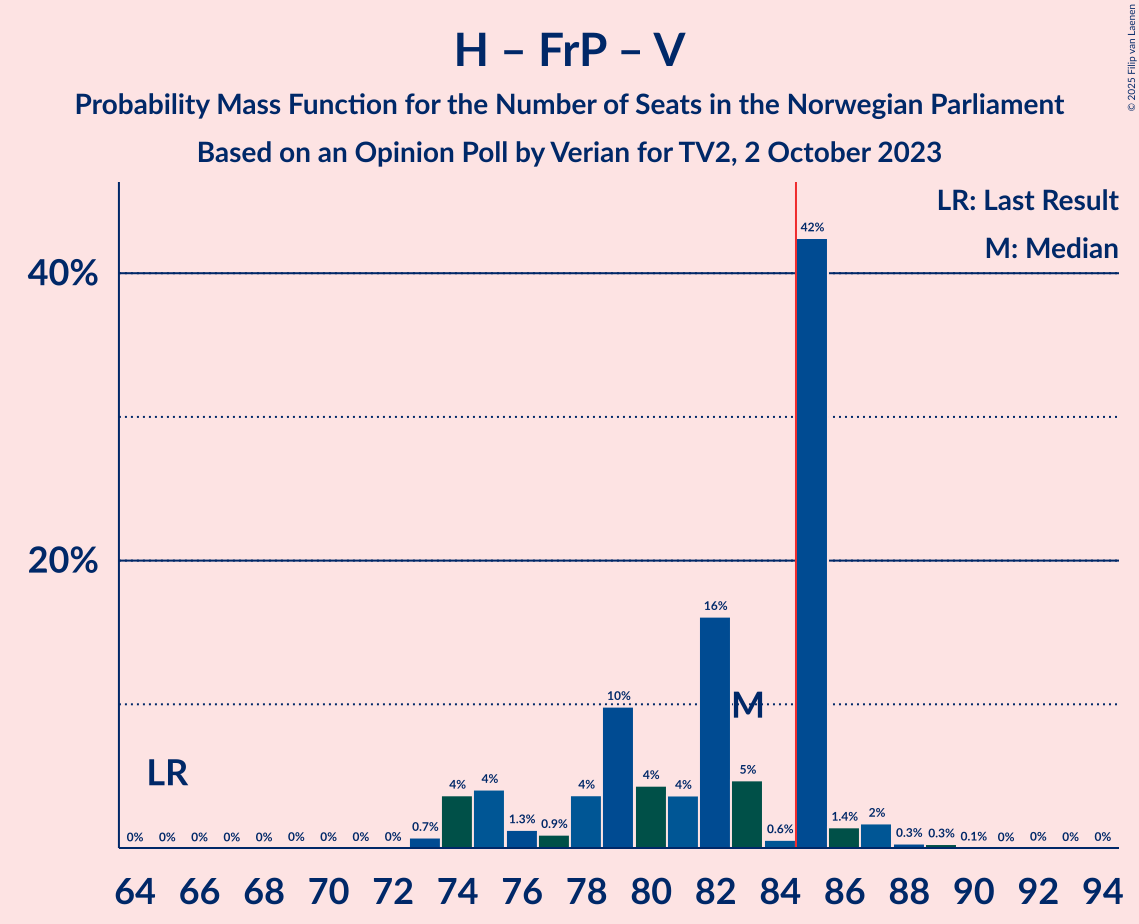 H – FrP – V
Probability Mass Function for the Number of Seats in the Norwegian Parliament
Based on an Opinion Poll by Verian for TV2, 2 October 2023
© 2025 Filip van Laenen
LR: Last Result
M: Median
40%
20%
42%
16%
10%
M
LR
0% 0% 0% 0% 0% 0% 0% 0% 0% 0.7% 4% 4% 1.3% 0.9% 4% 4% 4% 5% 0.6% 1.4% 2% 0.3% 0.3% 0.1% 0% 0% 0% 0%
64 66 68 70 72 74 76 78 80 82 84 86 88 90 92 94